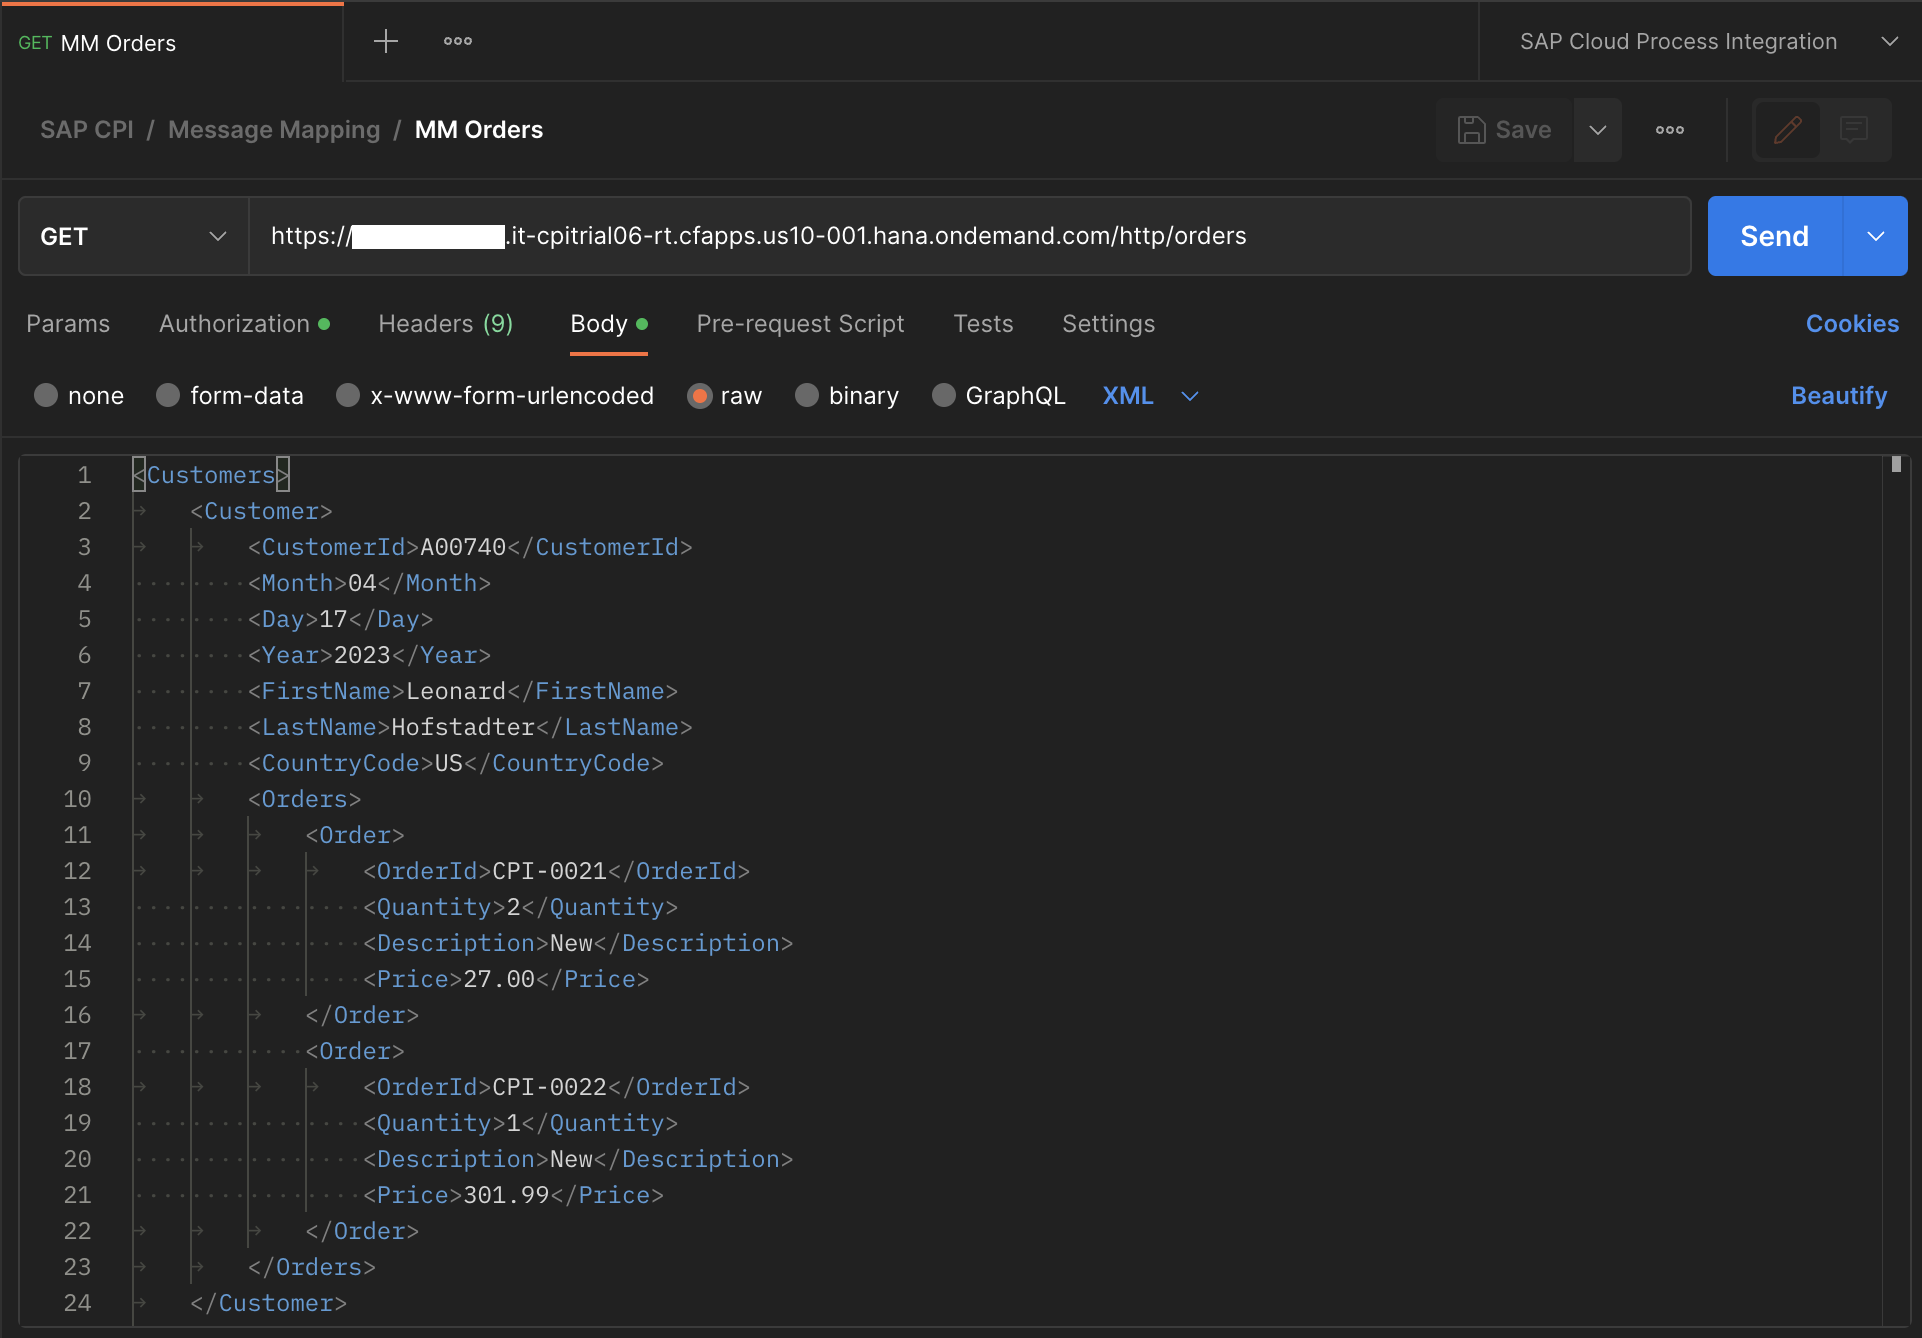 GET MM Orders
SAP Cloud Process Integration
SAP CPI / Message Mapping / MM Orders
Save
GET
https://
.it-cpitrial06-rt.cfapps.us10-001.hana.ondemand.com/http/orders
Send
Params Authorization Headers (9) Body Pre-request Script Tests Settings Cookies
none form-data x-www-form-urlencoded raw binary GraphQL XML Beautify
1 <Customers>
2 <Customer>
3 <CustomerId>A00740</CustomerId>
4 <Month>04</Month>
5 <Day>17</Day>
6 <Year>2023</Year>
7 <FirstName>Leonard</FirstName>
8 <LastName>Hofstadter</LastName>
9 <CountryCode>US</CountryCode>
10 <Orders>
11 <Order>
12 <OrderId>CPI-0021</OrderId>
13 <Quantity>2</Quantity>
14 <Description>New</Description>
15 <Price>27.00</Price>
16 </Order>
17 <Order>
18 <OrderId>CPI-0022</OrderId>
19 <Quantity>1</Quantity>
20 <Description>New</Description>
21 <Price>301.99</Price>
22 </Order>
23 </Orders>
24 </Customer>